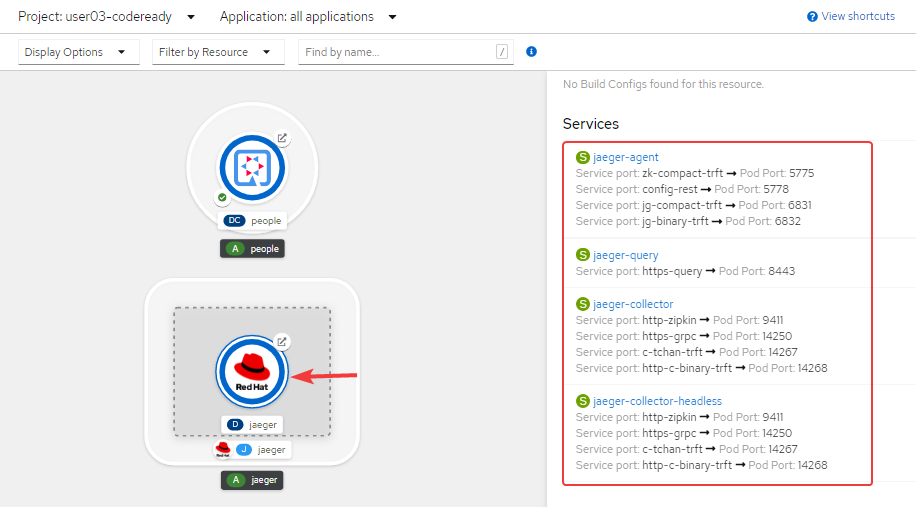 Project: user03-codeready
Application: all applications
View shortcuts
Display Options
Filter by Resource
Find by name...
/
No Build Configs found for this resource.
Services
S jaeger-agent
Service port: zk-compact-trft → Pod Port: 5775
Service port: config-rest → Pod Port: 5778
Service port: jg-compact-trft → Pod Port: 6831
Service port: jg-binary-trft → Pod Port: 6832
S jaeger-query
Service port: https-query → Pod Port: 8443
S jaeger-collector
Service port: http-zipkin → Pod Port: 9411
Service port: https-grpc → Pod Port: 14250
Service port: c-tchan-trft → Pod Port: 14267
Service port: http-c-binary-trft → Pod Port: 14268
S jaeger-collector-headless
Service port: http-zipkin → Pod Port: 9411
Service port: https-grpc → Pod Port: 14250
Service port: c-tchan-trft → Pod Port: 14267
Service port: http-c-binary-trft → Pod Port: 14268
DC people
A people
Red Hat
D jaeger
Red Hat J jaeger
A jaeger